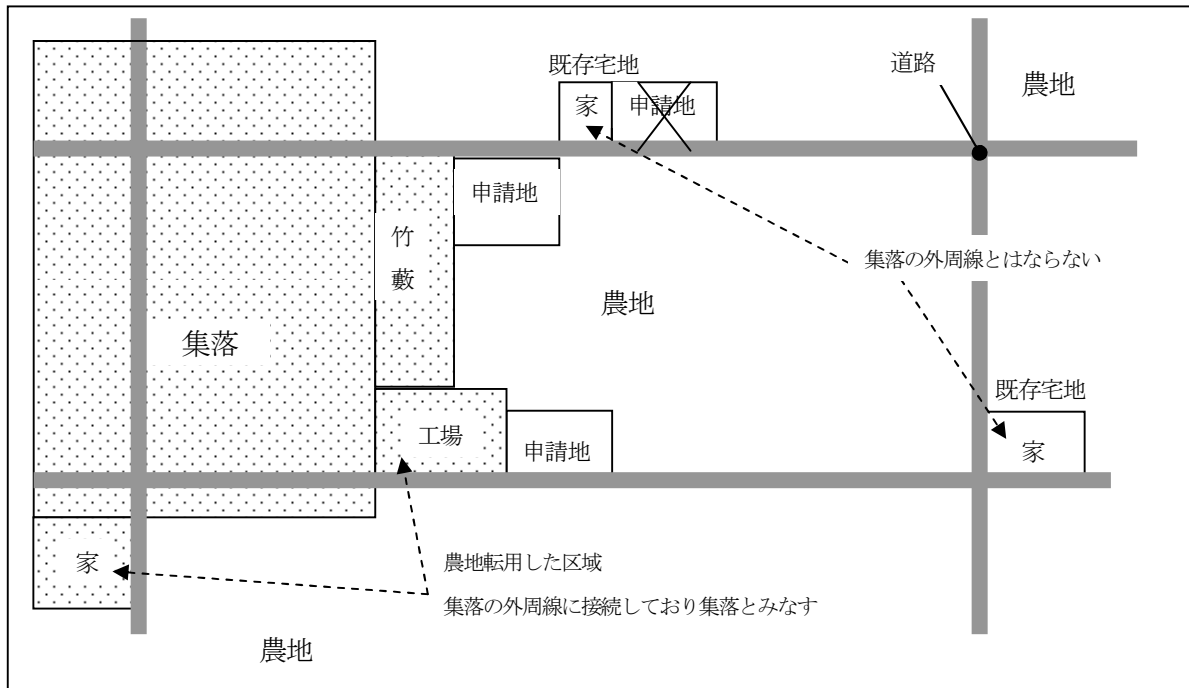 既存宅地
道路
農地
家
申請地
申請地
竹
藪
集落の外周線とはならない
農地
集落
既存宅地
工場
申請地
家
家
農地転用した区域
集落の外周線に接続しており集落とみなす
農地